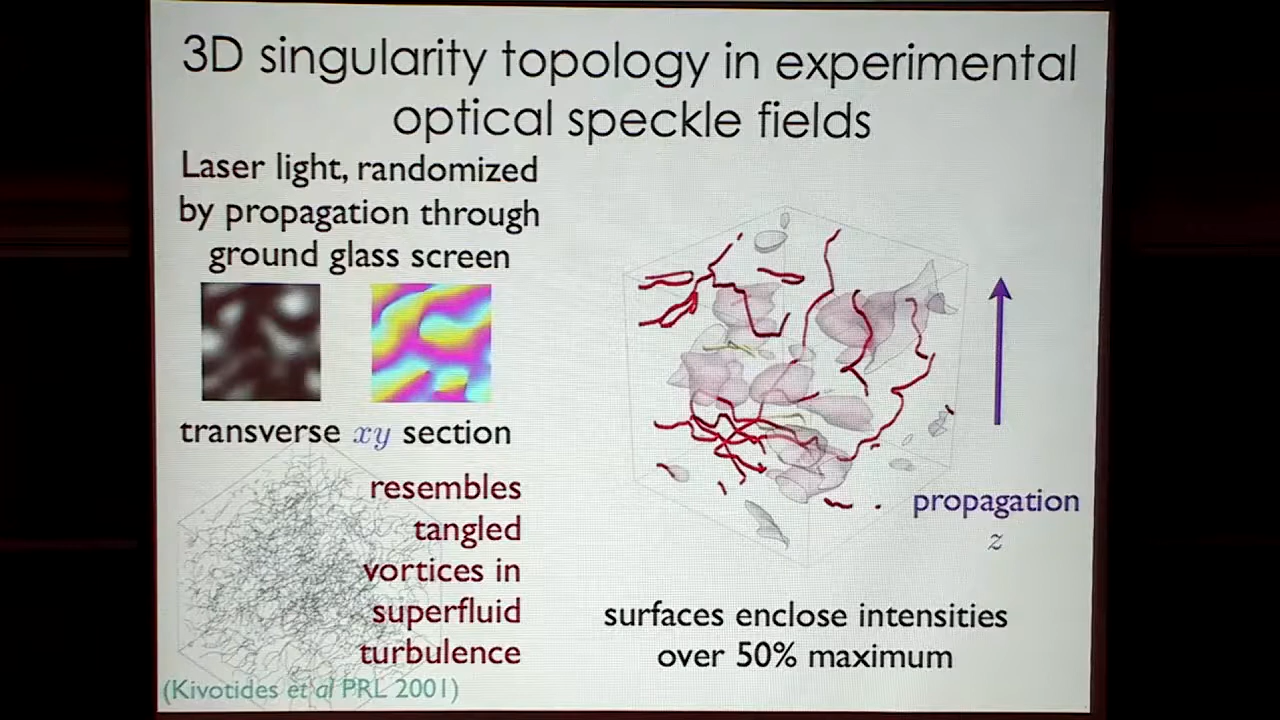 3D singularity topology in experimental
optical speckle fields
Laser light, randomized
by propagation through
ground glass screen
transverse xy section
resembles
tangled
vortices in
superfluid
turbulence
(Kivotides et al PRL 2001)
propagation
z
surfaces enclose intensities
over 50% maximum